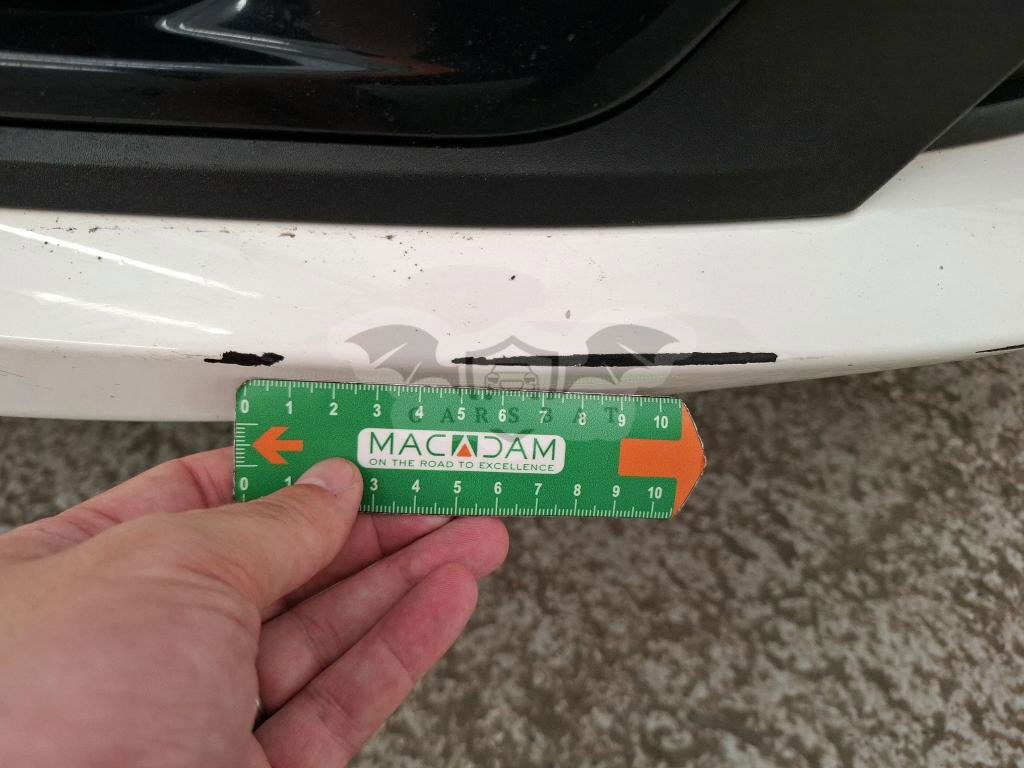 0 1 2 3 4 5 6 7 8 9 10
CARSBAT
MACADAM
ON THE ROAD TO EXCELLENCE
0 1 3 4 5 6 7 8 9 10